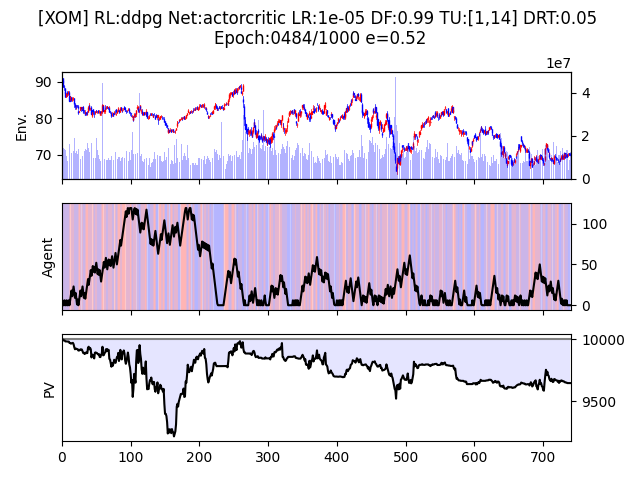 [XOM] RL:ddpg Net:actorcritic LR:1e-05 DF:0.99 TU:[1,14] DRT:0.05
Epoch:0484/1000 e=0.52
1e7
90
80
70
Env.
4
2
0
Agent
100
50
0
PV
10000
9500
0 100 200 300 400 500 600 700